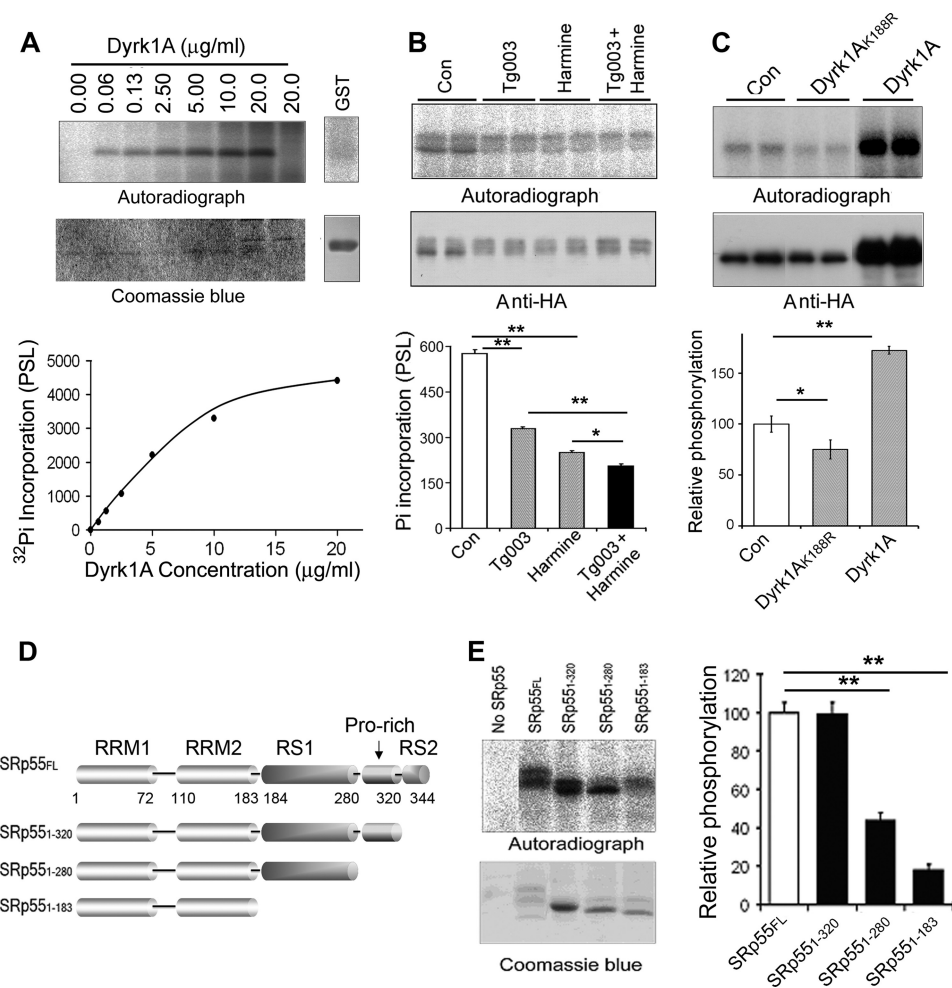 A
Dyrk1A (µg/ml)
0.00 0.06 0.13 2.50 5.00 10.0 20.0 20.0 GST
Autoradiograph
Coomassie blue
32Pi Incorporation (PSL)
5000
4000
3000
2000
1000
0
0 5 10 15 20
Dyrk1A Concentration (µg/ml)
B
Con Tg003 Harmine Tg003+ Harmine
Autoradiograph
Anti-HA
Pi incorporation (PSL)
600
450
300
150
0
**
**
**
*
Con Tg003 Harmine Tg003+ Harmine
C
Con Dyrk1AK188R Dyrk1A
Autoradiograph
Anti-HA
Relative phosphorylation
150
100
50
0
**
*
Con Dyrk1AK188R Dyrk1A
D
Pro-rich
RRM1 RRM2 RS1 RS2
SRp55FL
1 72 110 183 184 280 320 344
SRp551-320
SRp551-280
SRp551-183
E
No SRp55 SRp55FL SRp551-320 SRp551-280 SRp551-183
Autoradiograph
Coomassie blue
Relative phosphorylation
120
100
80
60
40
20
0
**
**
SRp55FL SRp551-320 SRp551-280 SRp551-183